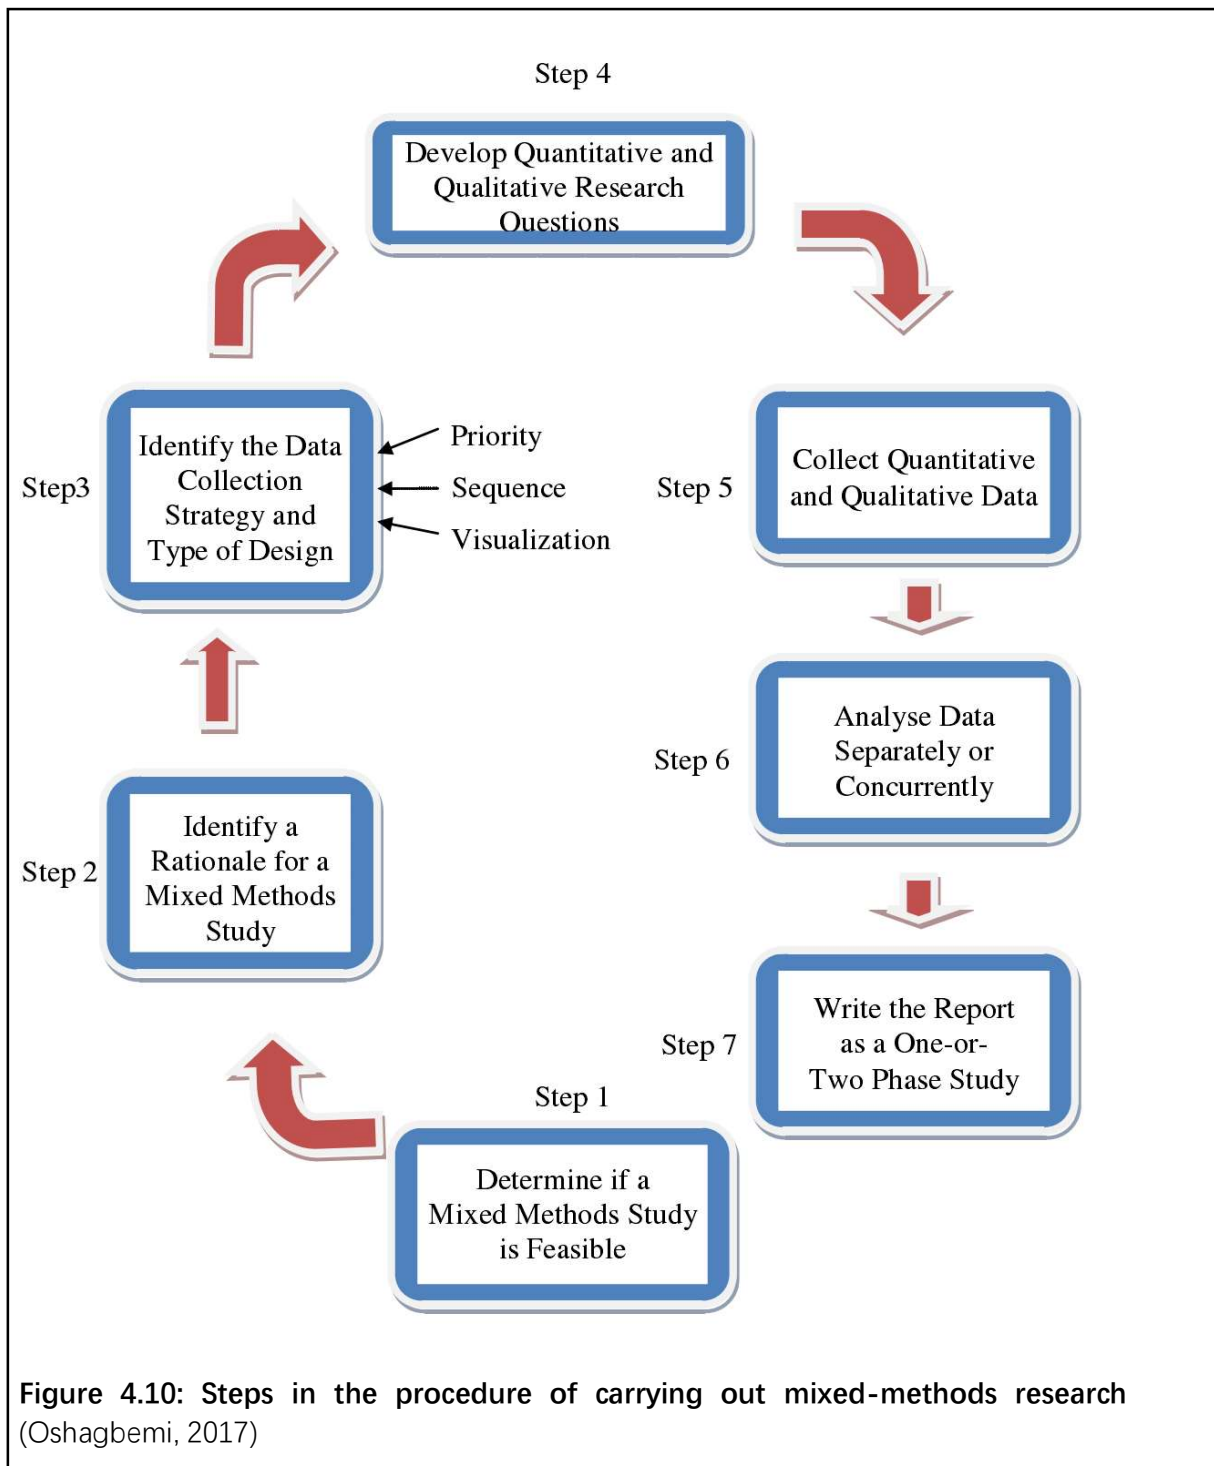 Step 4
Develop Quantitative and
Qualitative Research
Questions
Step3
Identify the Data
Collection
Strategy and
Type of Design
Priority
Sequence
Visualization
Step 5
Collect Quantitative
and Qualitative Data
Step 6
Analyse Data
Separately or
Concurrently
Step 2
Identify a
Rationale for a
Mixed Methods
Study
Step 7
Write the Report
as a One-or-
Two Phase Study
Step 1
Determine if a
Mixed Methods Study
is Feasible
Figure 4.10: Steps in the procedure of carrying out mixed-methods research
(Oshagbemi, 2017)